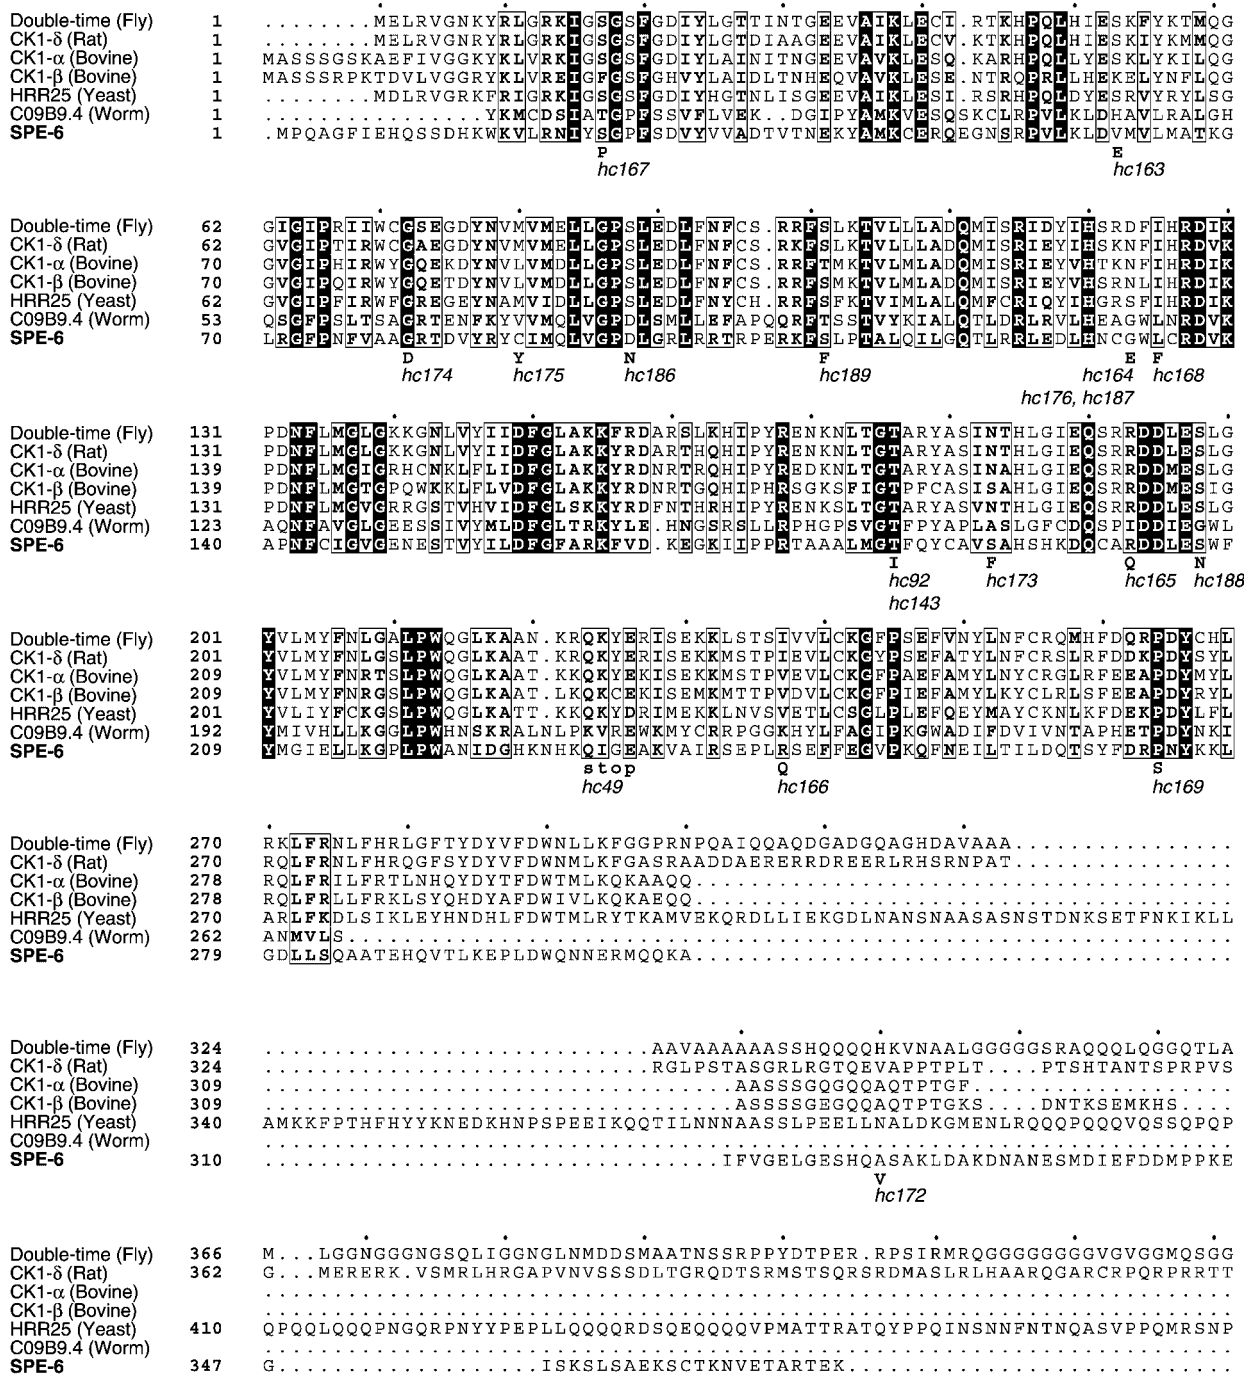 Double-time (Fly) 1 ........MELRVGNKYRLGRKIGSGSFGDIYLGTTINTGEEVAIKLECI.RTKHPQLHIESKFYKTMQG
CK1-δ (Rat) 1 ........MELRVGNRYRLGRKIGSGSFGDIYLGTDIAAGEEVAIKLECV.KTKHPQLHIESKIYKMMQG
CK1-α (Bovine) 1 MASSSGSKAEFIVGGKYKLVRKIGSGSFGDIYLAINITNGEEVAVKLESQ.KARHPQLLYESKLYKILQG
CK1-β (Bovine) 1 MASSSRPKTDVLVGGRYKLVREIGFGSFGHVYLAIDLTNHEQVAVKLESE.NTRQPRLLHEKELYNFLQG
HRR25 (Yeast) 1 ........MDLRVGRKFRIGRKIGSGSFGDIYHGTNLISGEEVAIKLESI.RSRHPQLDYESRVYRYLSG
C09B9.4 (Worm) 1 ................YKMCDSIATGPFSSVFLVEK..DGIPYAMKVESQSKCLRPVLKLDHAVLRALGH
SPE-6 1 .MPQAGFIEHQSSDHKWKVLRNIYSGPFSDVYVVADTVTNEKYAMKCERQEGNSRPVLKLDVMVLMATKG
P E
hc167 hc163
Double-time (Fly) 62 GIGIPRIIWCGSEGDYNVMVMELLGPSLEDLFNFCS.RRFSLKTVLLLADQMISRIDYIHSRDFIHRDIK
CK1-δ (Rat) 62 GVGIPTIRWCGAEGDYNVMVMELLGPSLEDLFNFCS.RKFSLKTVLLLADQMISRIEYIHSKNFIHRDIK
CK1-α (Bovine) 70 GVGIPHIRWYGQEKDYNVLVMDLLGPSLEDLFNFCS.RRFTMKTVLMLADQMISRIEYVHTKNFIHRDIK
CK1-β (Bovine) 70 GVGIPQIRWYGQETDYNVLVMDLLGPSLEDLFNFCS.RRFSMKTVLMLADQMISRIEYVHSRNLIHRDIK
HRR25 (Yeast) 62 GVGIPFIRWFGREGEYNAMVIDLLGPSLEDLFNYCH.RRFSFKTVIMLALQMFCRIQYIHGRSFIHRDIK
C09B9.4 (Worm) 53 QSGFPSLTSAGRTENFKYVVMQLVGPDLSMLLEFAPQQRFTSSTVYKIALQTLDRLRVLHEAGWLNRDVK
SPE-6 70 LRGFPNFVAAGRTDVYRYCIMQLVGPDLGRLRRTRPERKFSLPTALQILGQTLRRLEDLHNCGWLCRDVK
D Y N F E F
hc174 hc175 hc186 hc189 hc164 hc168
hc176, hc187
Double-time (Fly) 131 PDNFLMGLGKKGNLVYIIDFGLAKKFRDARSLKHIPYRENKNLTGTARYASINTHLGIEQSRRDDLESLG
CK1-δ (Rat) 131 PDNFLMGLGKKGNLVYIIDFGLAKKYRDARTHQHIPYRENKNLTGTARYASINTHLGIEQSRRDDLESLG
CK1-α (Bovine) 139 PDNFLMGIGRHCNKLFLIDFGLAKKYRDNRTRQHIPYREDKNLTGTARYASINAHLGIEQSRRDDMESLG
CK1-β (Bovine) 139 PDNFLMGTGPQWKKLFLVDFGLAKKYRDNRTGQHIPHRSGKSFIGTPFCASISAHLGIEQSRRDDMESIG
HRR25 (Yeast) 131 PDNFLMGVGRRGSTVHVIDFGLSKKYRDFNTHRHIPYRENKSLTGTARYASVNTHLGIEQSRRDDLESLG
C09B9.4 (Worm) 123 AQNFAVGLGEESSIVYMLDFGLTRKYLE.HNGSRSLLRPHGPSVGTFPYAPLASLGFCDQSPIDDIEGWL
SPE-6 140 APNFCIGVGENESTVYILDFGFARKFVD.KEGKIIPPRTAAALMGTFQYCAVSAHSHKDQCARDDLESWF
I F Q N
hc92 hc173 hc165 hc188
hc143
Double-time (Fly) 201 YVLMYFNLGALPWQGLKAAN.KRQKYERISEKKLSTSIVVLCKGFPSEFVNYLNFCRQMHFDQRPDYCHL
CK1-δ (Rat) 201 YVLMYFNLGSLPWQGLKAAT.KRQKYERISEKKMSTPIEVLCKGYPSEFATYLNFCRSLRFDDKPDYSYL
CK1-α (Bovine) 209 YVLMYFNRTSLPWQGLKAAT.KKQKYEKISEKKMSTPVEVLCKGFPAEFAMYLNYCRGLRFEEAPDYMYL
CK1-β (Bovine) 209 YVLMYFNRGSLPWQGLKAAT.LKQKCEKISEMKMTTPVDVLCKGFPIEFAMYLKYCLRLSFEEAPDYRYL
HRR25 (Yeast) 201 YVLIYFCKGSLPWQGLKATT.KKQKYDRIMEKKLNVSVETLCSGLPLEFQEYMAYCKNLKFDEKPDYLFL
C09B9.4 (Worm) 192 YMIVHLLKGGLPWHNSKRALNLPKVREWKMYCRRPGGKHYLFAGIPKGWADIFDVIVNTAPHETPDYNKI
SPE-6 209 YMGIELLKGPLPWANIDGHKNHKQIGEAKVAIRSEPLRSEFFEGVPKQFNEILTILDQTSYFDRPNYKKL
stop Q S
hc49 hc166 hc169
Double-time (Fly) 270 RKLFRNLFHRLGFTYDYVFDWNLLKFGGPRNPQAIQQAQDGADGQAGHDAVAAA................
CK1-δ (Rat) 270 RQLFRNLFHRQGFSYDYVFDWNMLKFGASRAADDAERERRDREERLRHSRNPAT................
CK1-α (Bovine) 278 RQLFRILFRTLNHQYDYTFDWTMLKQKAAQQ.......................................
CK1-β (Bovine) 278 RQLFRLLFRKLSYQHDYAFDWIVLKQKAEQQ.......................................
HRR25 (Yeast) 270 ARLFKDLSIKLEYHNDHLFDWTMLRYTKAMVEKQRDLLIEKGDLNANSNAASASNSTDNKSETFNKIKLL
C09B9.4 (Worm) 262 ANMVLS................................................................
SPE-6 279 GDLLSQAATEHQVTLKEPLDWQNNERMQQKA.......................................
Double-time (Fly) 324 ............................AAVAAAAAAASSHQQQQHKVNAALGGGGGSRAQQQLQGGQTLA
CK1-δ (Rat) 324 ............................RGLPSTASGRLRGTQEVAPPTPLT....PTSHTANTSPRPVS
CK1-α (Bovine) 309 ..................................AASSSGQGQQAQTPTGF...................
CK1-β (Bovine) 309 ..................................ASSSSGEGQQAQTPTGKS....DNTKSEMKHS....
HRR25 (Yeast) 340 AMKKFPTHFHYYKNEDKHNPSPEEIKQQTILNNNAASSLPEELLNALDKGMENLRQQQPQQQVQSSQPQP
C09B9.4 (Worm) ......................................................................
SPE-6 310 .................................IFVGELGESHQASAKLDAKDNANESMDIEFDDMPPKE
V
hc172
Double-time (Fly) 366 M...LGGNGGGNGSQLIGGNGLNMDDSMAATNSSRPPYDTPER.RPSIRMRQGGGGGGGGVGVGGMQSGG
CK1-δ (Rat) 362 G...MERERK.VSMRLHRGAPVNVSSSDLTGRQDTSRMSTSQRSRDMASLRLHAARQGARCRPQRPRRTT
CK1-α (Bovine) ......................................................................
CK1-β (Bovine) ......................................................................
HRR25 (Yeast) 410 QPQQLQQQPNGQRPNYYPEPLLQQQQRDSQEQQQQVPMATTRATQYPPQINSNNFNTNQASVPPQMRSNP
C09B9.4 (Worm) ......................................................................
SPE-6 347 G...................ISKSLSAEKSCTKNVETARTEK............................